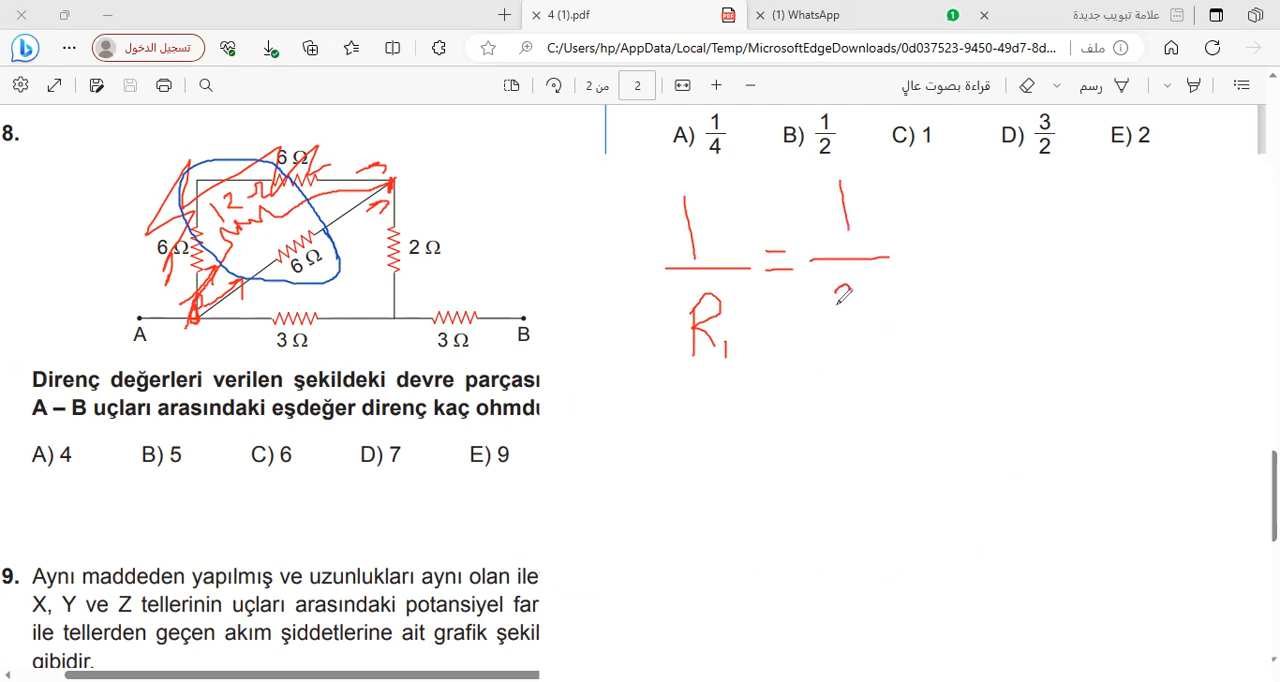 4 (1).pdf
(1) WhatsApp
علامة تبويب جديدة
تسجيل الدخول
C:/Users/hp/AppData/Local/Temp/MicrosoftEdgeDownloads/0d037523-9450-49d7-8d...
ملف
2 من 2
قراءة بصوت عالٍ
رسم
8.
6 Ω
12 Ω
6 Ω
6 Ω
2 Ω
A
3 Ω
3 Ω
B
Direnç değerleri verilen şekildeki devre parçası
A – B uçları arasındaki eşdeğer direnç kaç ohmdu
A) 4 B) 5 C) 6 D) 7 E) 9
9. Aynı maddeden yapılmış ve uzunlukları aynı olan ile
X, Y ve Z tellerinin uçları arasındaki potansiyel far
ile tellerden geçen akım şiddetlerine ait grafik şekil
gibidir.
A) 1/4 B) 1/2 C) 1 D) 3/2 E) 2
1/R1 = 1/